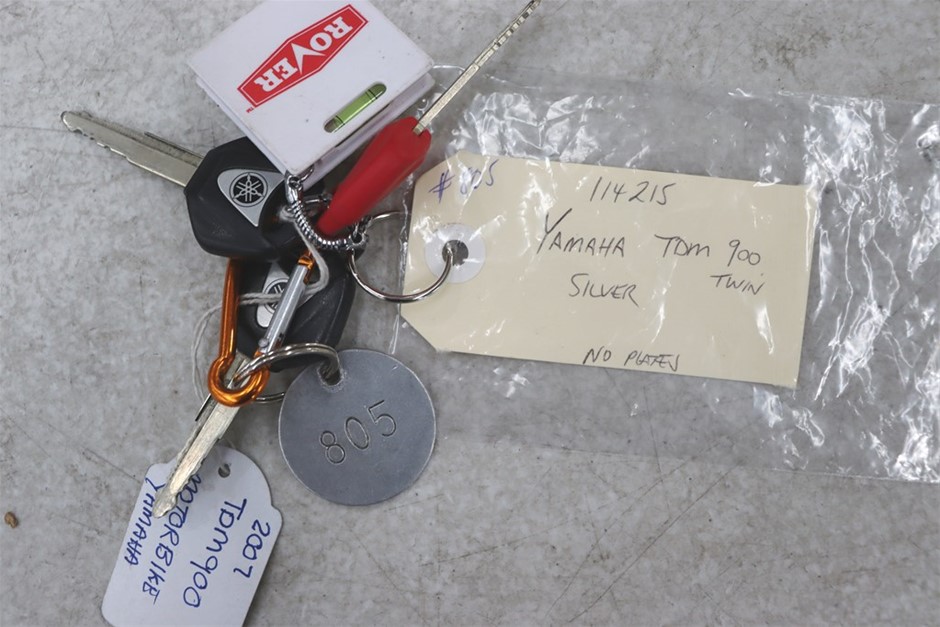 ROVER
#805
114215
YAMAHA TDM 900
SILVER TWIN
NO PLATES
805
2007
TDM900
MOTORBIKE
YAMAHA